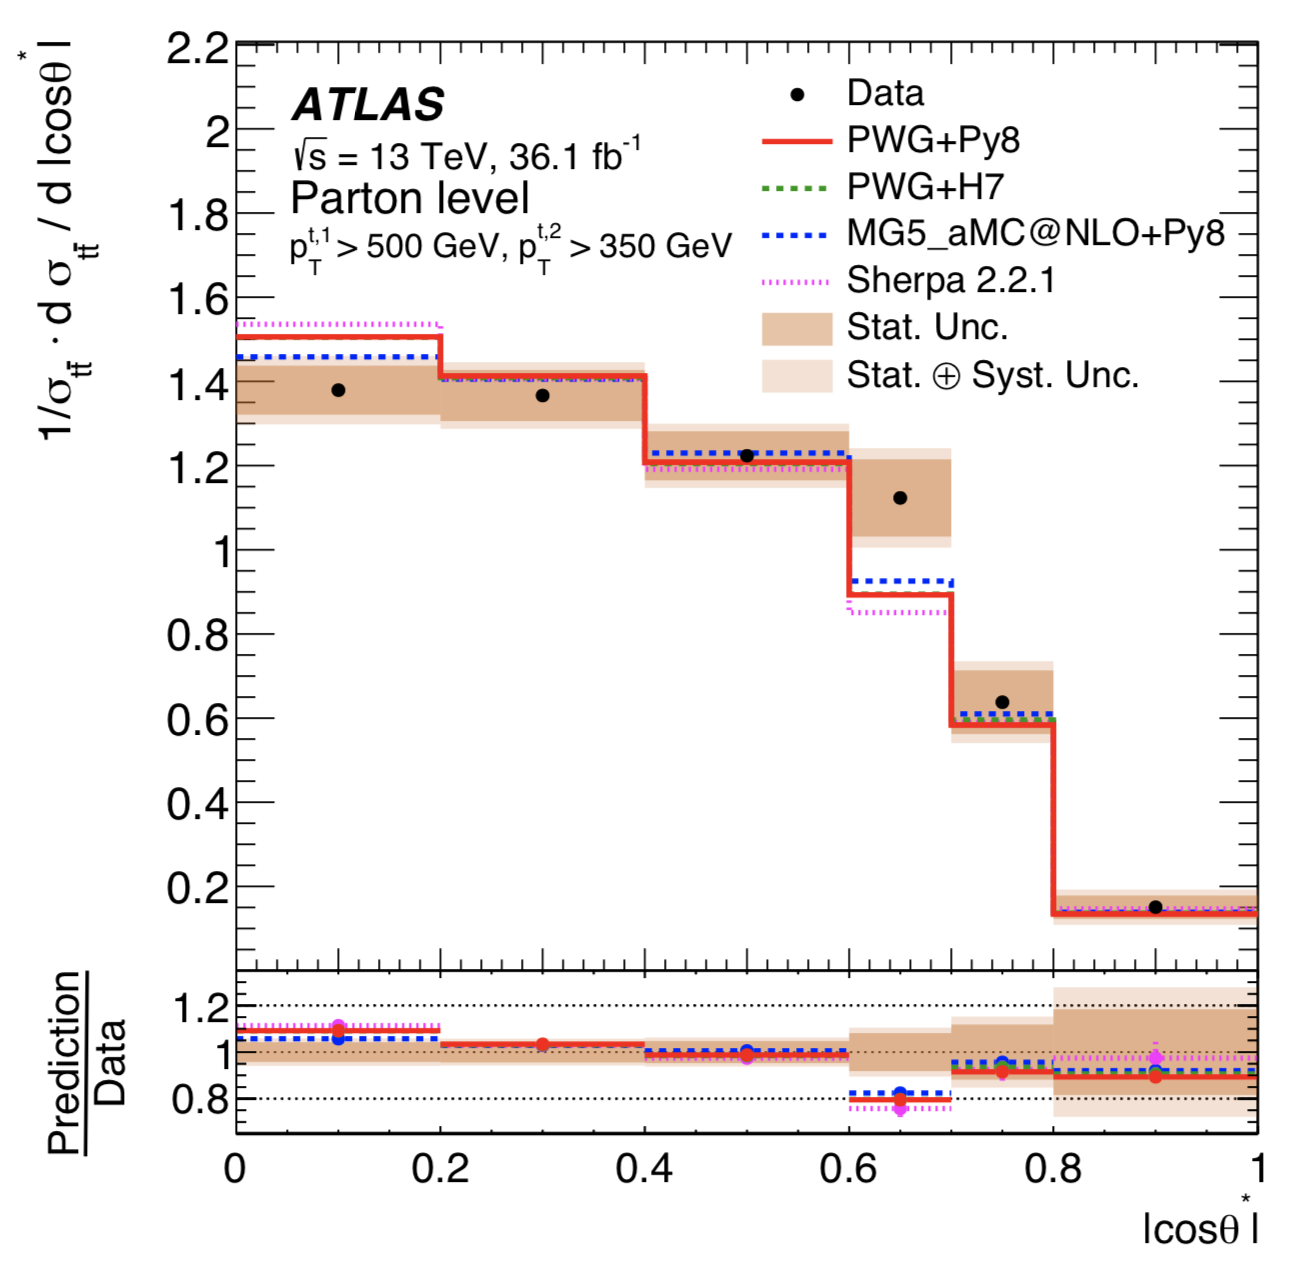 1/σtt̄ · d σtt̄ / d |cosθ*|
2.2
2
1.8
1.6
1.4
1.2
1
0.8
0.6
0.4
0.2
ATLAS
√s = 13 TeV, 36.1 fb⁻¹
Parton level
p_T^{t,1} > 500 GeV, p_T^{t,2} > 350 GeV
Data
PWG+Py8
PWG+H7
MG5_aMC@NLO+Py8
Sherpa 2.2.1
Stat. Unc.
Stat. ⊕ Syst. Unc.
Prediction
Data
1.2
1
0.8
0 0.2 0.4 0.6 0.8 1
|cosθ*|